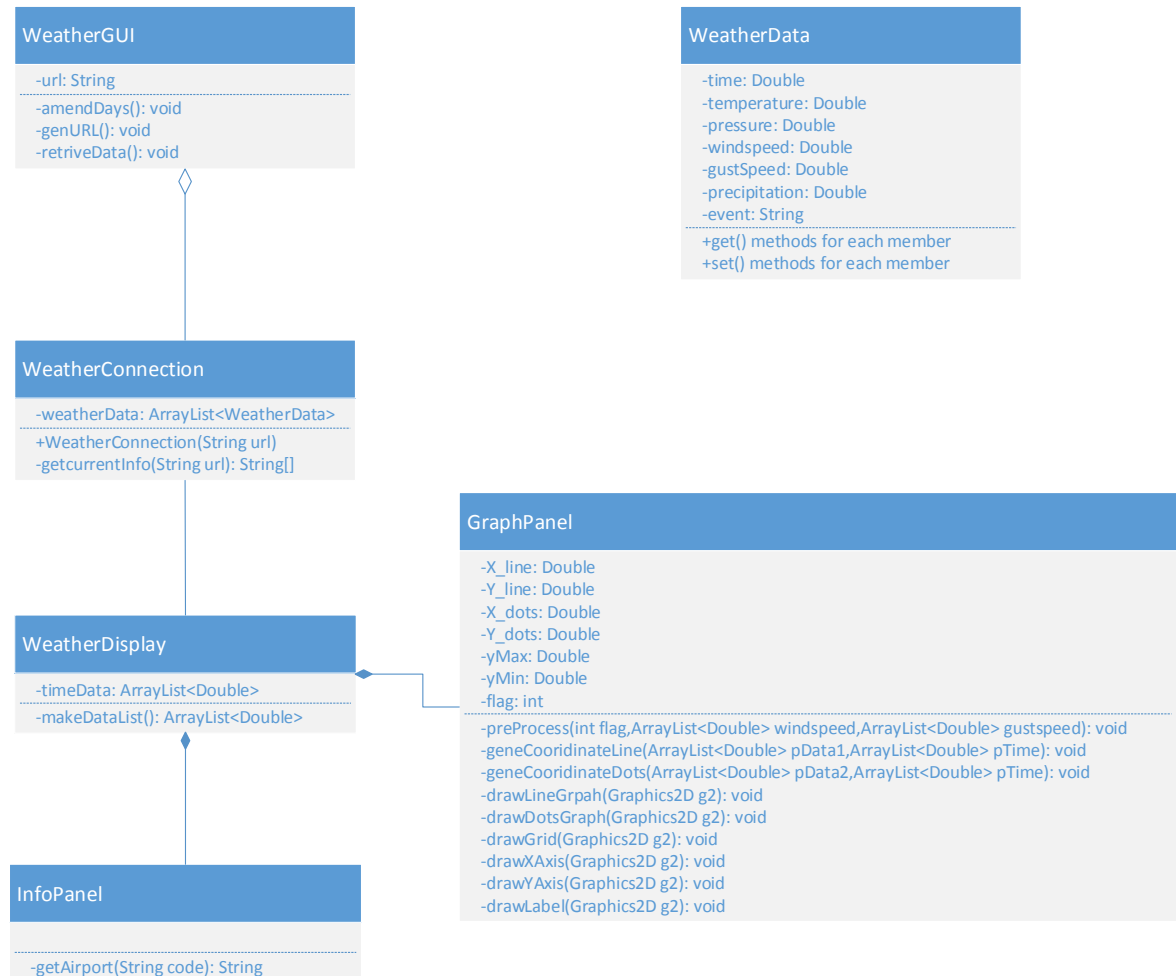 WeatherGUI
-url: String
-amendDays(): void
-genURL(): void
-retriveData(): void
WeatherData
-time: Double
-temperature: Double
-pressure: Double
-windspeed: Double
-gustSpeed: Double
-precipitation: Double
-event: String
+get() methods for each member
+set() methods for each member
WeatherConnection
-weatherData: ArrayList<WeatherData>
+WeatherConnection(String url)
-getcurrentInfo(String url): String[]
GraphPanel
-X_line: Double
-Y_line: Double
-X_dots: Double
-Y_dots: Double
-yMax: Double
-yMin: Double
-flag: int
-preProcess(int flag,ArrayList<Double> windspeed,ArrayList<Double> gustspeed): void
-geneCooridinateLine(ArrayList<Double> pData1,ArrayList<Double> pTime): void
-geneCooridinateDots(ArrayList<Double> pData2,ArrayList<Double> pTime): void
-drawLineGrpah(Graphics2D g2): void
-drawDotsGraph(Graphics2D g2): void
-drawGrid(Graphics2D g2): void
-drawXAxis(Graphics2D g2): void
-drawYAxis(Graphics2D g2): void
-drawLabel(Graphics2D g2): void
WeatherDisplay
-timeData: ArrayList<Double>
-makeDataList(): ArrayList<Double>
InfoPanel
-getAirport(String code): String